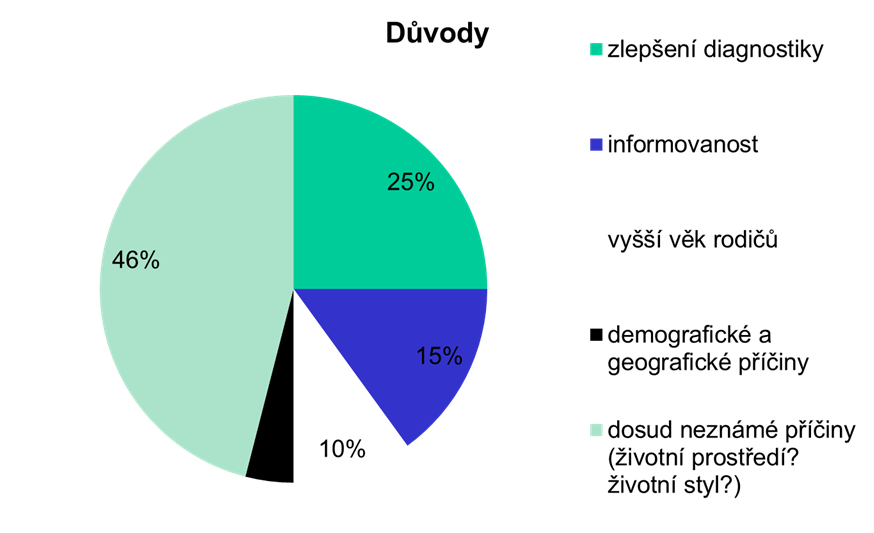 Důvody
zlepšení diagnostiky
informovanost
vyšší věk rodičů
demografické a
geografické příčiny
dosud neznámé příčiny
(životní prostředí?
životní styl?)
25%
15%
10%
46%